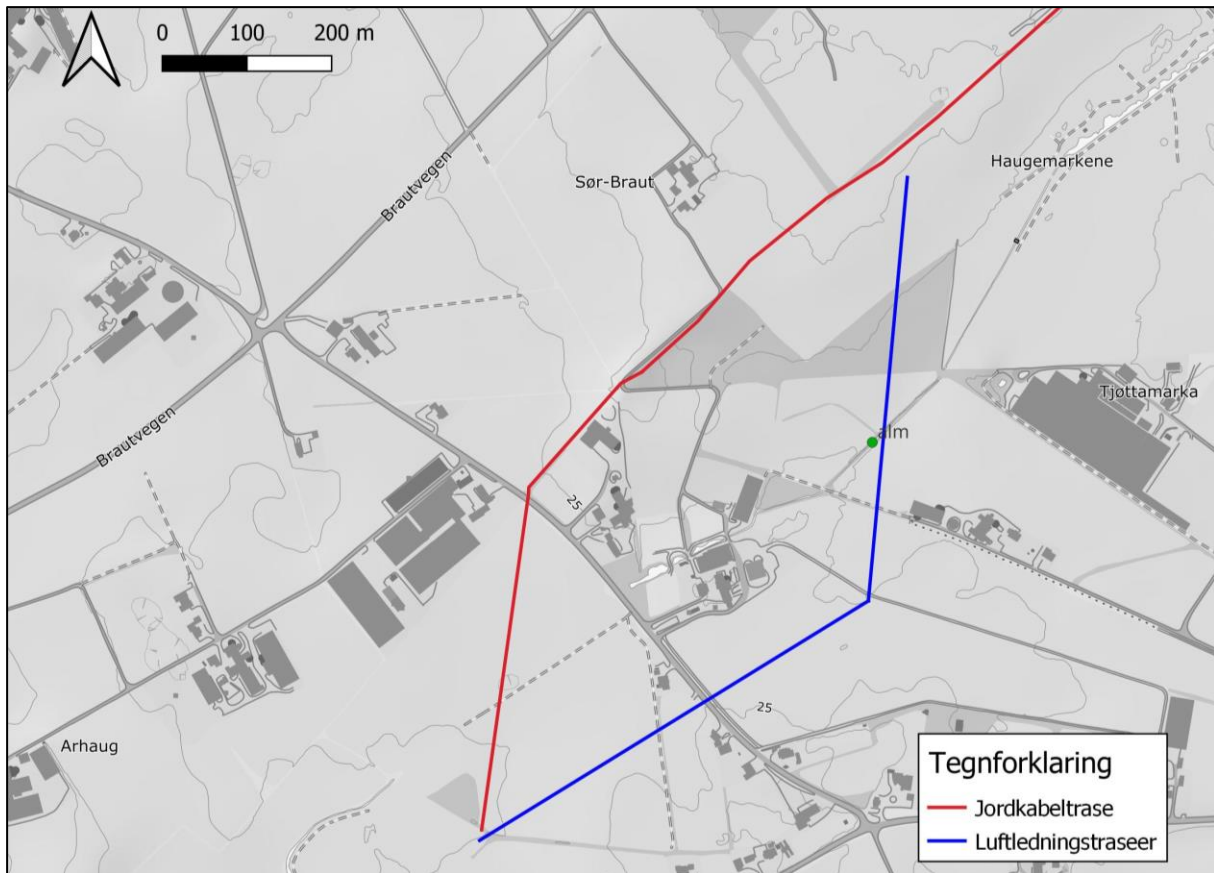 0 100 200 m
Brautvegen
Sør-Braut
Haugemarkene
Tjøttamarka
Brautvegen
alm
25
25
Arhaug
Tegnforklaring
Jordkabeltrase
Luftledningstraseer